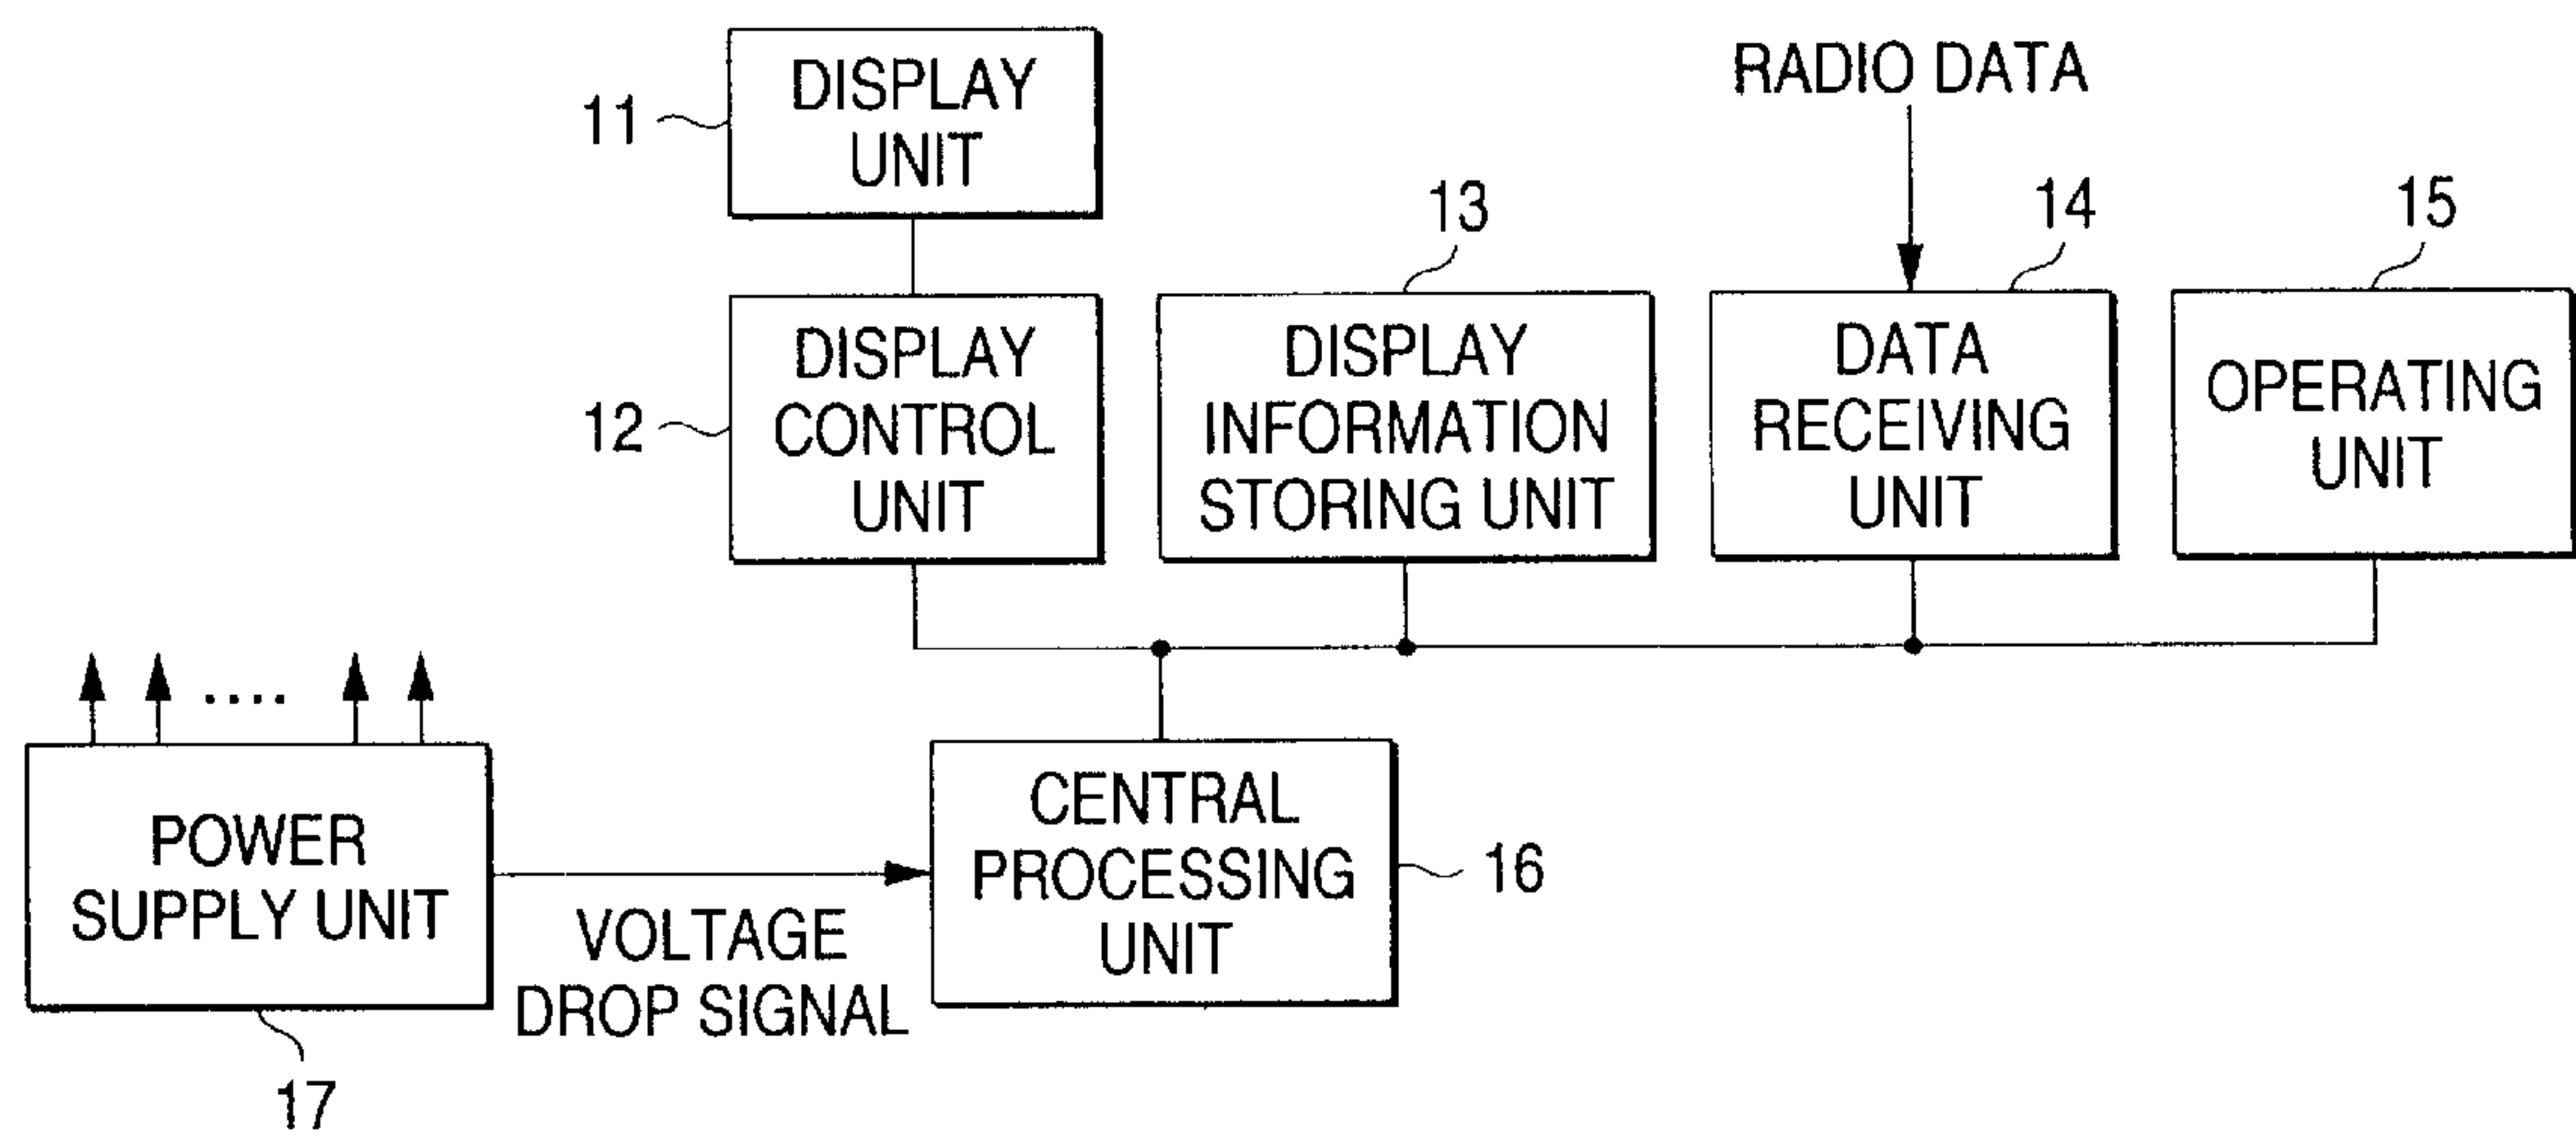 DISPLAY
UNIT
11
RADIO DATA
13
14
15
DISPLAY
CONTROL
UNIT
12
DISPLAY
INFORMATION
STORING UNIT
DATA
RECEIVING
UNIT
OPERATING
UNIT
....
POWER
SUPPLY UNIT
17
VOLTAGE
DROP SIGNAL
CENTRAL
PROCESSING
UNIT
16